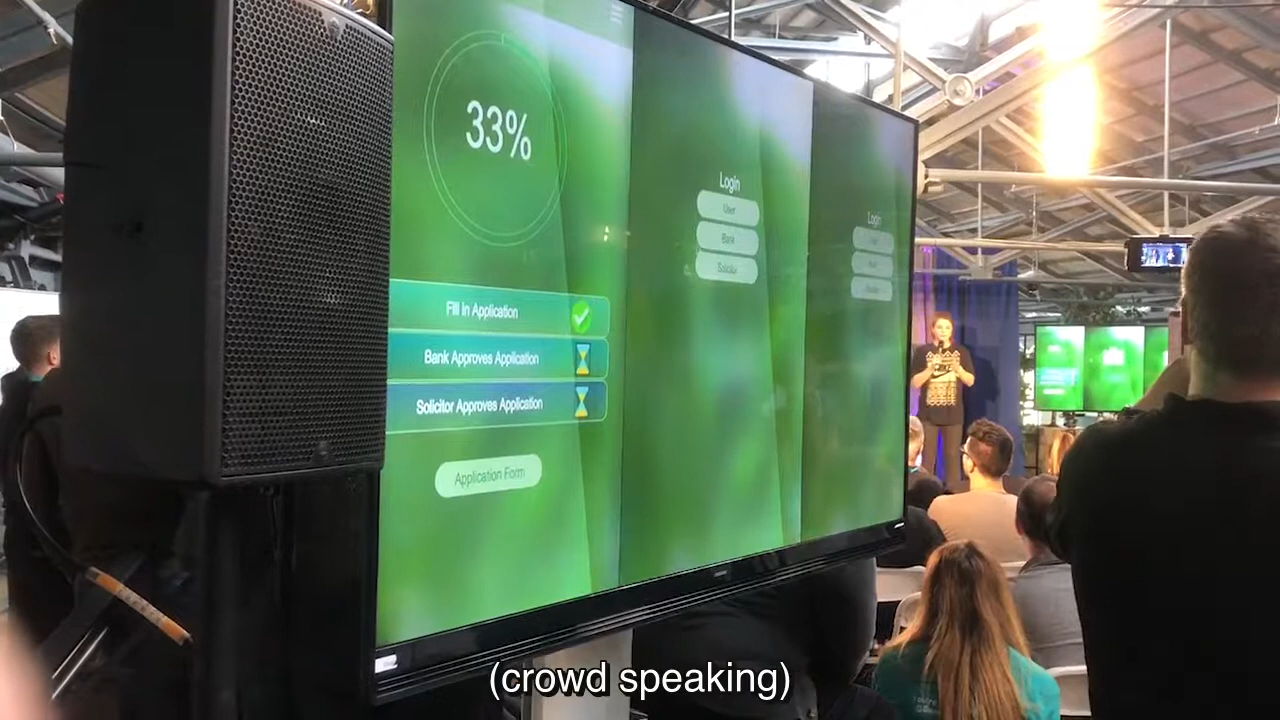 33%
Fill In Application
Bank Approves Application
Solicitor Approves Application
Application Form
Login
User
Bank
Solicitor
Login
(crowd speaking)